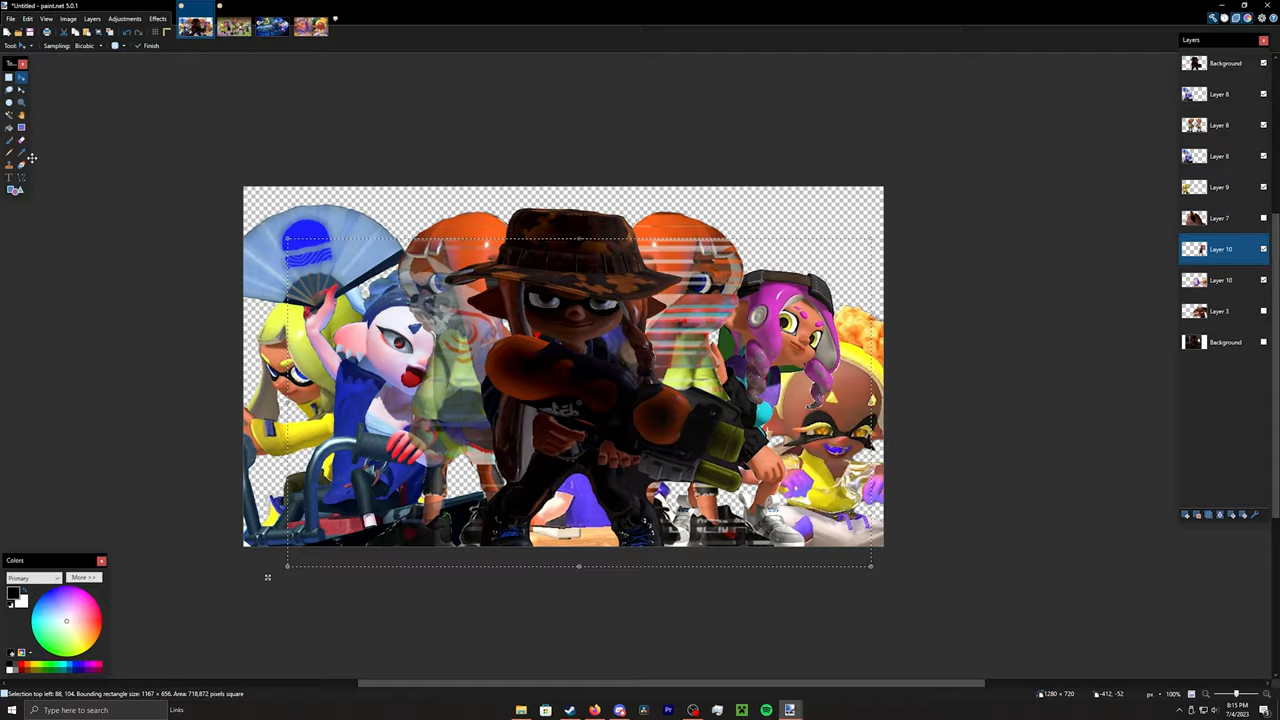 *Untitled - paint.net 5.0.1
File Edit View Image Layers Adjustments Effects
Tool: Sampling: Bicubic Finish
To...
Layers
Background
Layer 8
Layer 8
Layer 8
Layer 9
Layer 7
Layer 10
Layer 10
Layer 3
Background
Colors
Primary More >>
Selection top left: 88, 104. Bounding rectangle size: 1167 × 656. Area: 718,872 pixels square
1280 × 720 -412, -52 px 100%
Type here to search Links
8:15 PM
7/4/2023